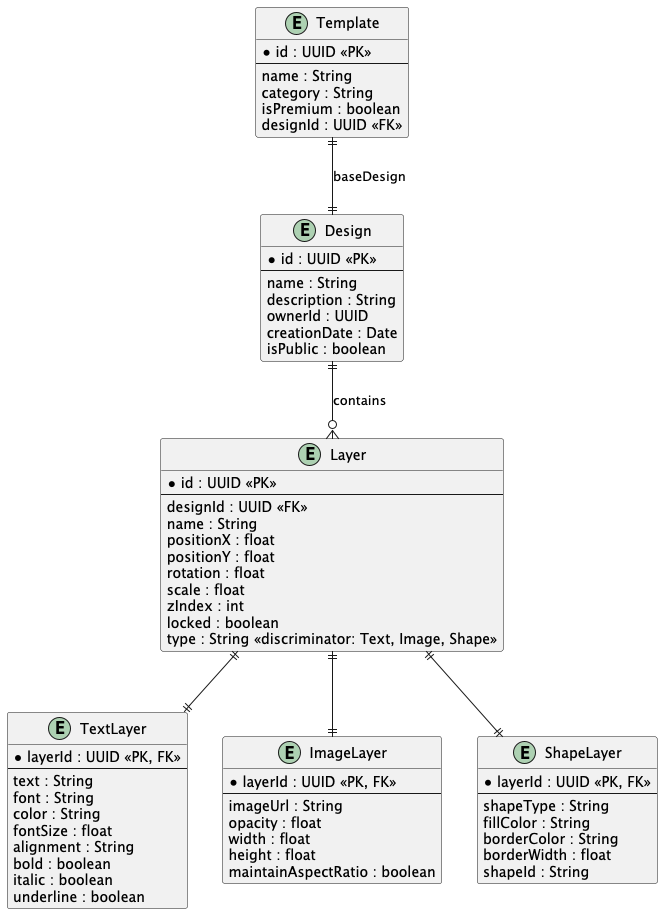 E Template
* id : UUID «PK»
name : String
category : String
isPremium : boolean
designId : UUID «FK»
baseDesign
E Design
* id : UUID «PK»
name : String
description : String
ownerId : UUID
creationDate : Date
isPublic : boolean
contains
E Layer
* id : UUID «PK»
designId : UUID «FK»
name : String
positionX : float
positionY : float
rotation : float
scale : float
zIndex : int
locked : boolean
type : String «discriminator: Text, Image, Shape»
E TextLayer
* layerId : UUID «PK, FK»
text : String
font : String
color : String
fontSize : float
alignment : String
bold : boolean
italic : boolean
underline : boolean
E ImageLayer
* layerId : UUID «PK, FK»
imageUrl : String
opacity : float
width : float
height : float
maintainAspectRatio : boolean
E ShapeLayer
* layerId : UUID «PK, FK»
shapeType : String
fillColor : String
borderColor : String
borderWidth : float
shapeId : String